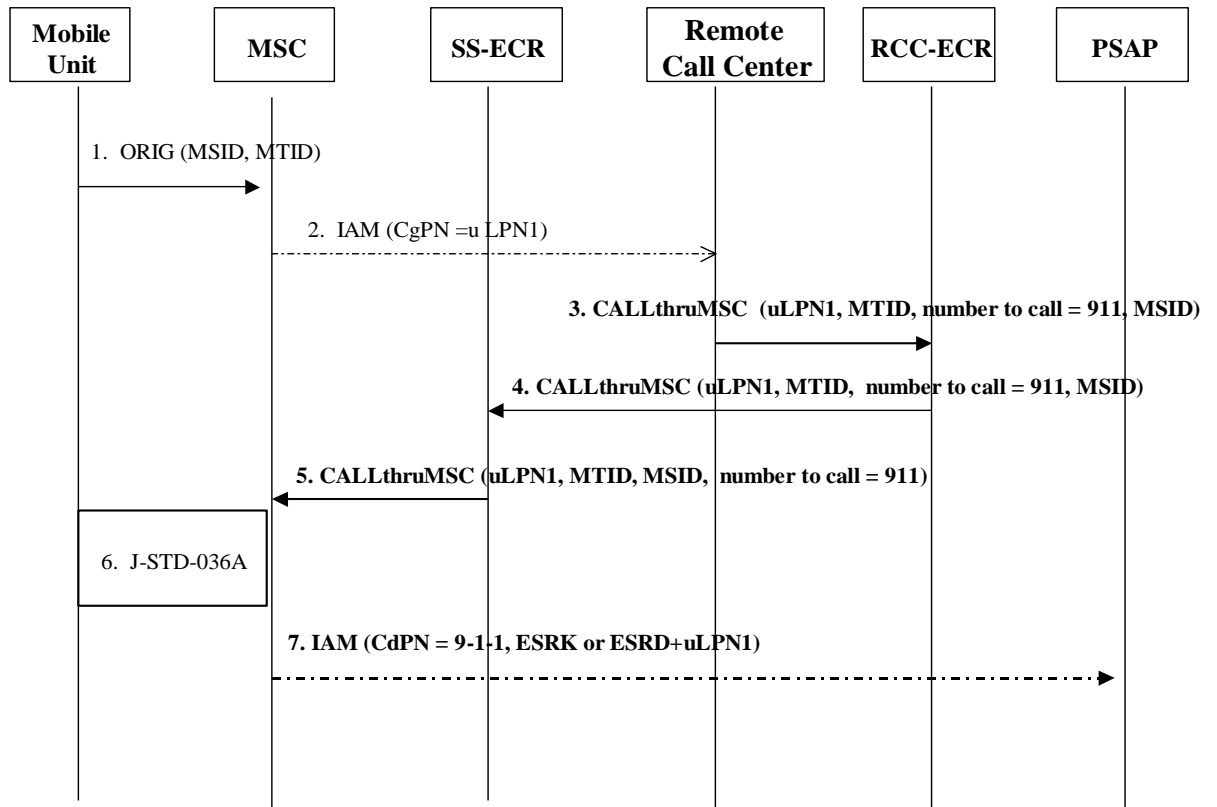 Mobile
Unit
MSC
SS-ECR
Remote
Call Center
RCC-ECR
PSAP
1. ORIG (MSID, MTID)
2. IAM (CgPN =u LPN1)
3. CALLthruMSC (uLPN1, MTID, number to call = 911, MSID)
4. CALLthruMSC (uLPN1, MTID, number to call = 911, MSID)
5. CALLthruMSC (uLPN1, MTID, MSID, number to call = 911)
6. J-STD-036A
7. IAM (CdPN = 9-1-1, ESRK or ESRD+uLPN1)